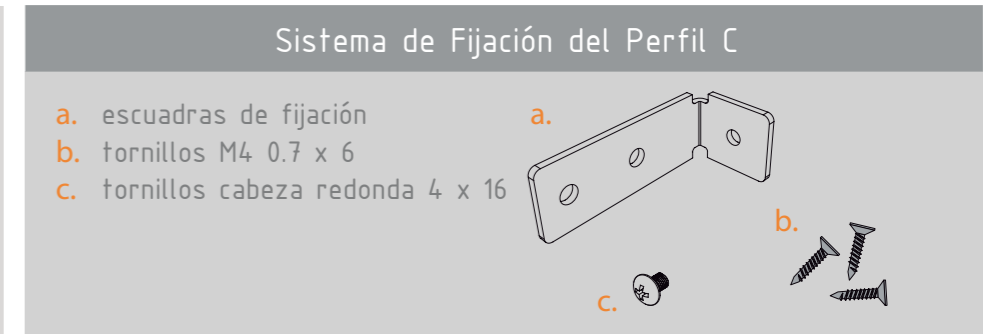 Sistema de Fijación del Perfil C
a. escuadras de fijación
b. tornillos M4 0.7 x 6
c. tornillos cabeza redonda 4 x 16
a.
b.
c.